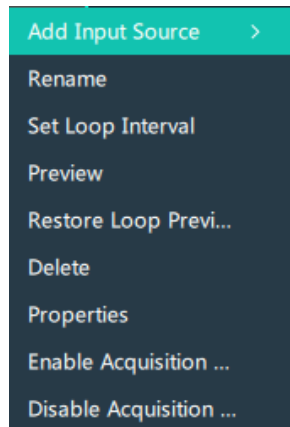 Add Input Source >
Rename
Set Loop Interval
Preview
Restore Loop Previ...
Delete
Properties
Enable Acquisition ...
Disable Acquisition ...